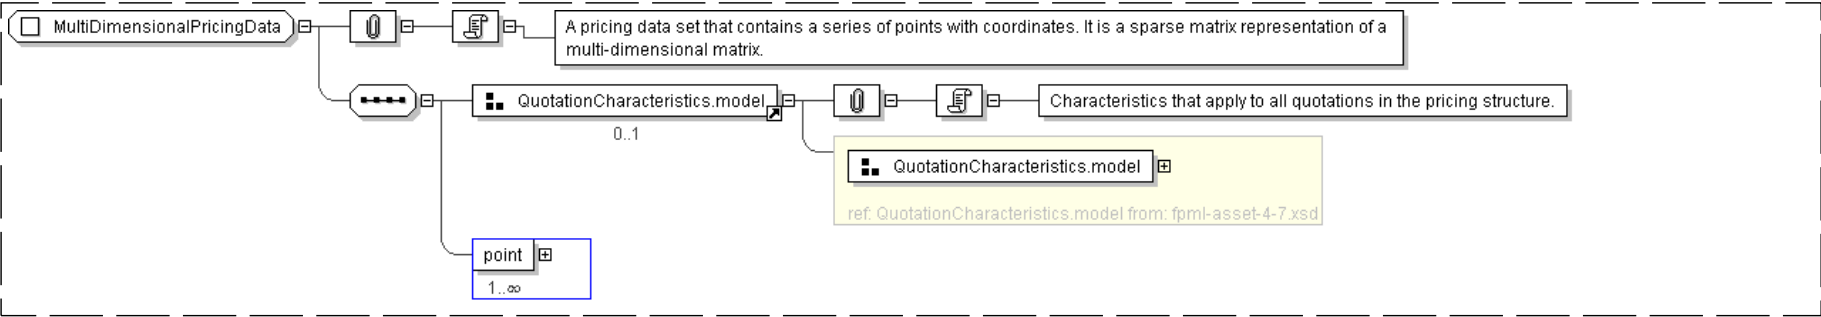 MultiDimensionalPricingData
A pricing data set that contains a series of points with coordinates. It is a sparse matrix representation of a
multi-dimensional matrix.
QuotationCharacteristics.model
0..1
Characteristics that apply to all quotations in the pricing structure.
QuotationCharacteristics.model
ref: QuotationCharacteristics.model from: fpml-asset-4-7.xsd
point
1..∞